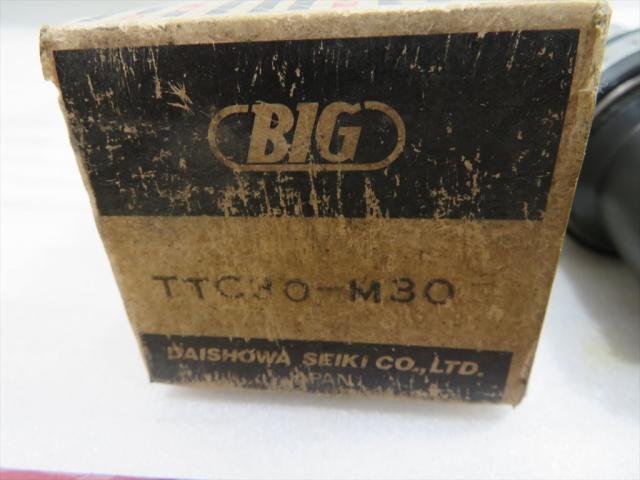 BIG
TTC30-M30
DAISHOWA SEIKI CO.,LTD.
JAPAN